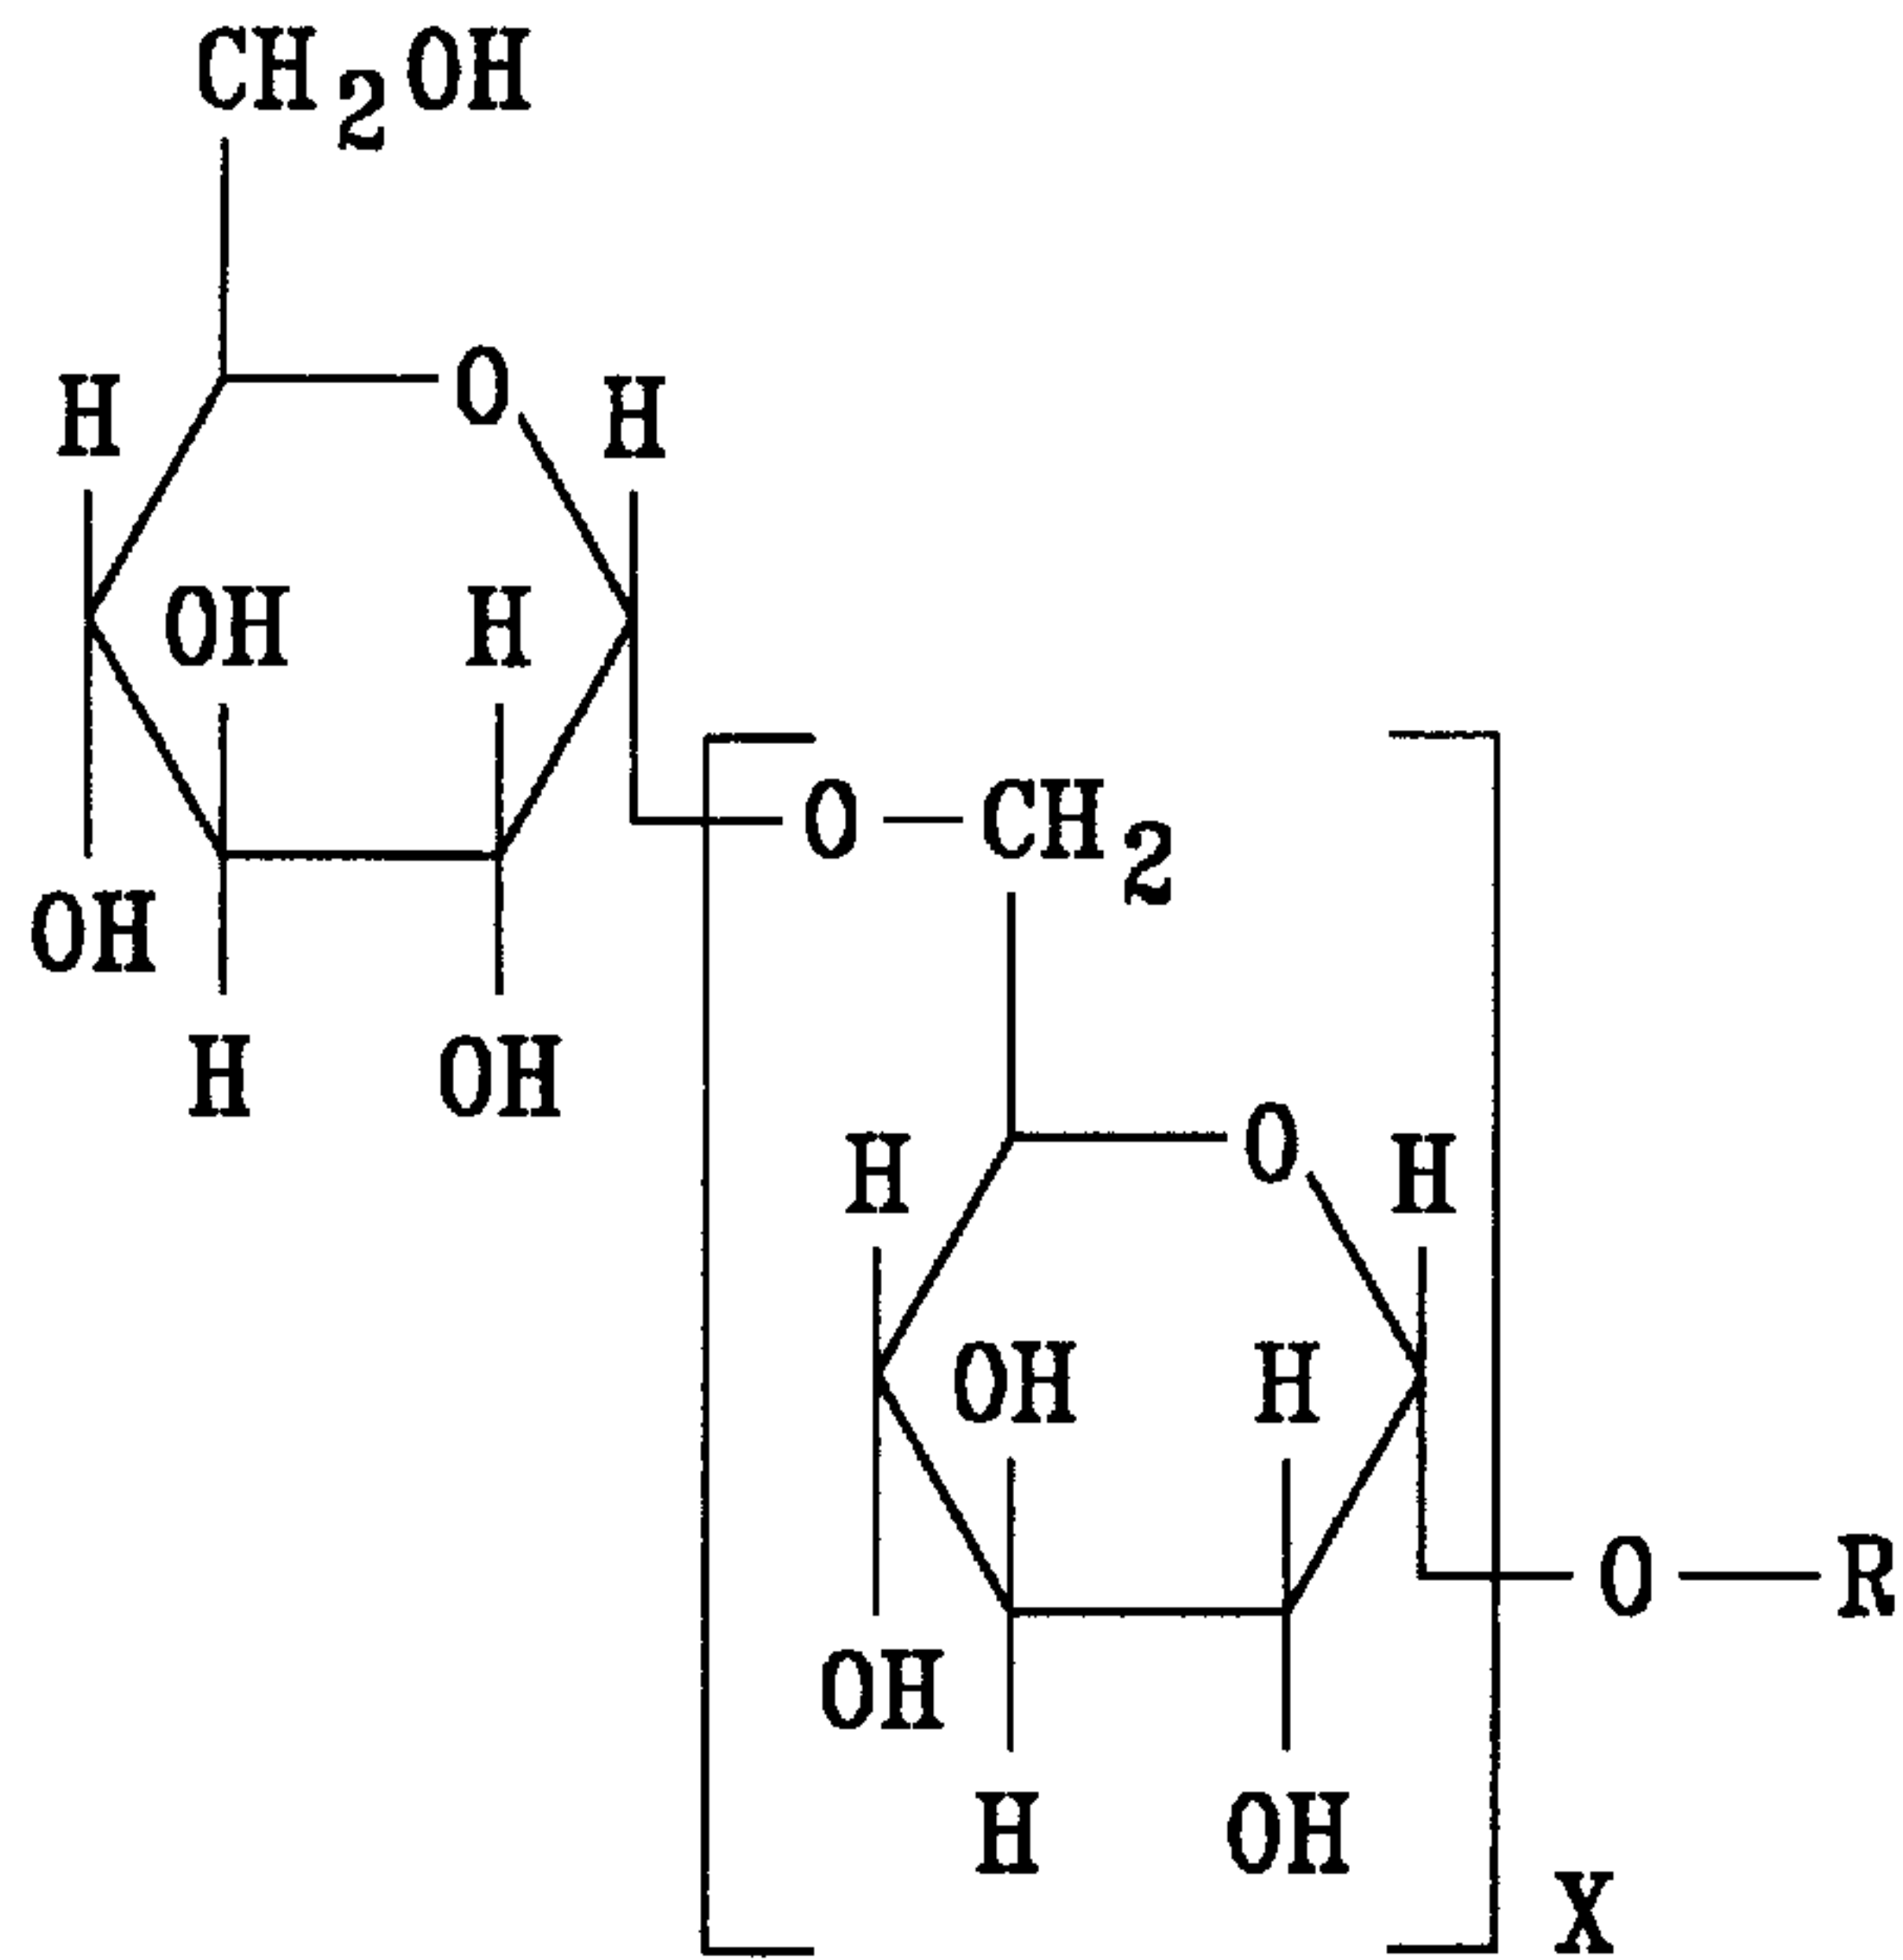 CH2OH
H O H
OH H
O CH2
OH
H OH
H O H
OH H
O R
OH
H OH
X